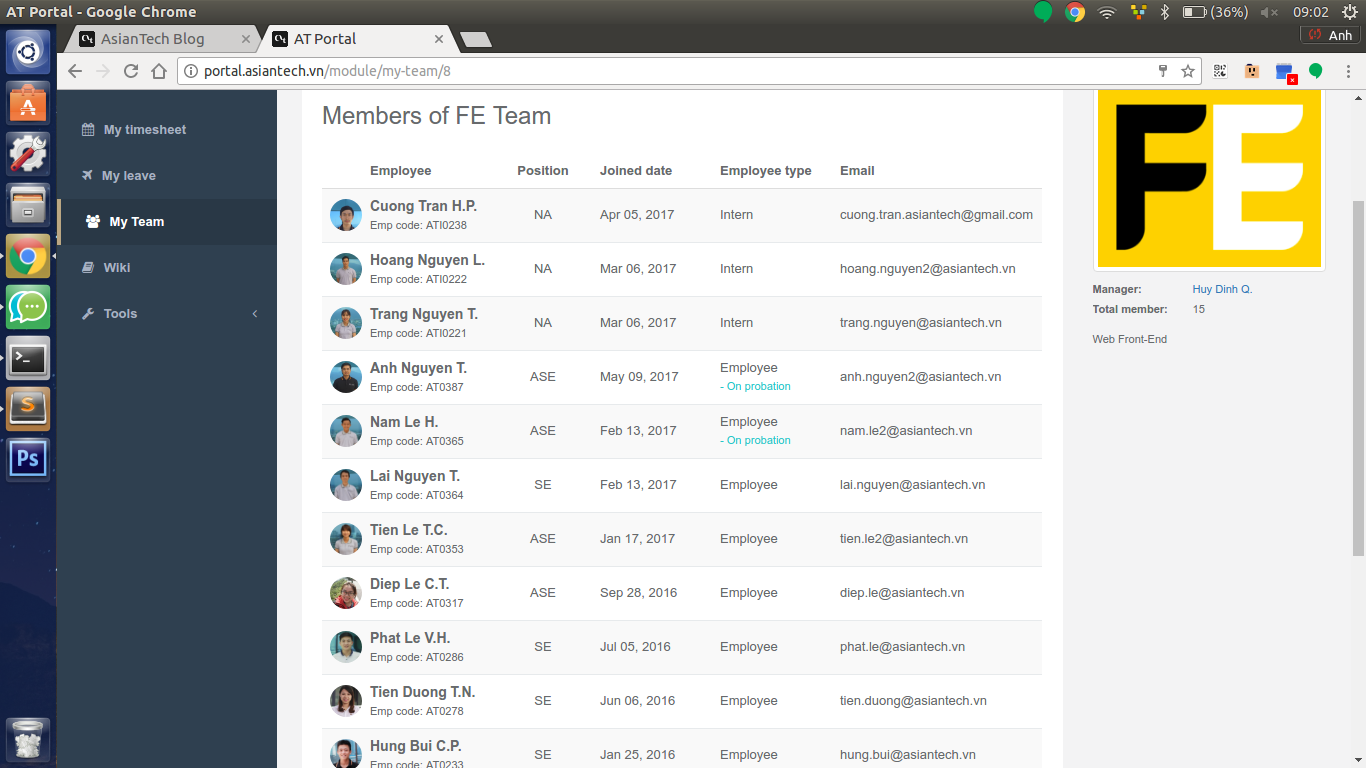 AT Portal - Google Chrome
(36%)
09:02
AsianTech Blog
AT Portal
Anh
portal.asiantech.vn/module/my-team/8
My timesheet
My leave
My Team
Wiki
Tools
Members of FE Team
Employee Position Joined date Employee type Email
Cuong Tran H.P.
Emp code: ATI0238
NA Apr 05, 2017 Intern cuong.tran.asiantech@gmail.com
Hoang Nguyen L.
Emp code: ATI0222
NA Mar 06, 2017 Intern hoang.nguyen2@asiantech.vn
Trang Nguyen T.
Emp code: ATI0221
NA Mar 06, 2017 Intern trang.nguyen@asiantech.vn
Anh Nguyen T.
Emp code: AT0387
ASE May 09, 2017 Employee
- On probation
anh.nguyen2@asiantech.vn
Nam Le H.
Emp code: AT0365
ASE Feb 13, 2017 Employee
- On probation
nam.le2@asiantech.vn
Lai Nguyen T.
Emp code: AT0364
SE Feb 13, 2017 Employee lai.nguyen@asiantech.vn
Tien Le T.C.
Emp code: AT0353
ASE Jan 17, 2017 Employee tien.le2@asiantech.vn
Diep Le C.T.
Emp code: AT0317
ASE Sep 28, 2016 Employee diep.le@asiantech.vn
Phat Le V.H.
Emp code: AT0286
SE Jul 05, 2016 Employee phat.le@asiantech.vn
Tien Duong T.N.
Emp code: AT0278
SE Jun 06, 2016 Employee tien.duong@asiantech.vn
Hung Bui C.P.
Emp code: AT0233
SE Jan 25, 2016 Employee hung.bui@asiantech.vn
FE
Manager: Huy Dinh Q.
Total member: 15
Web Front-End
S
Ps